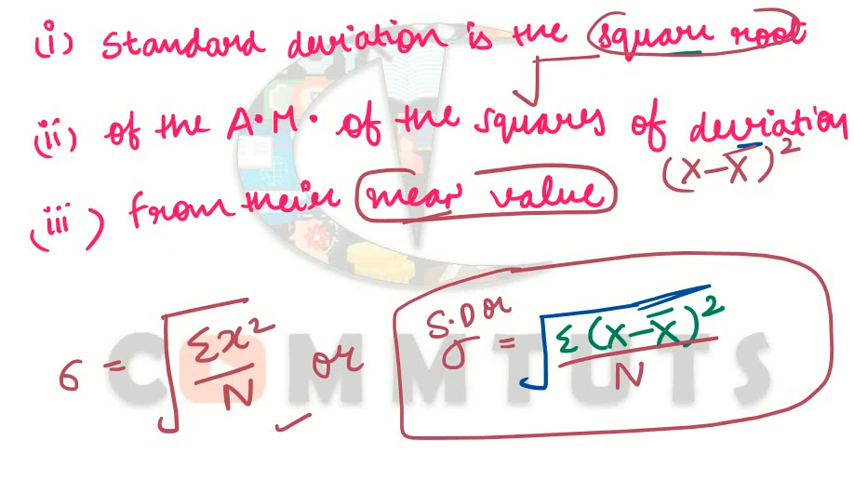 (i) Standard deviation is the square root
(ii) of the A.M. of the squares of deviation
(X-X̅)²
(iii) from their mean value
6 = √Σx²/N or
S.D or σ = √Σ(X-X̅)²/N
COMMTUTS